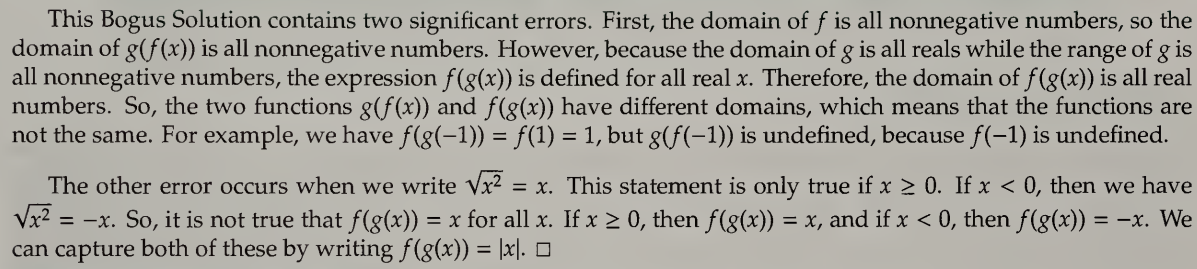 This Bogus Solution contains two significant errors. First, the domain of f is all nonnegative numbers, so the
domain of g(f(x)) is all nonnegative numbers. However, because the domain of g is all reals while the range of g is
all nonnegative numbers, the expression f(g(x)) is defined for all real x. Therefore, the domain of f(g(x)) is all real
numbers. So, the two functions g(f(x)) and f(g(x)) have different domains, which means that the functions are
not the same. For example, we have f(g(−1)) = f(1) = 1, but g(f(−1)) is undefined, because f(−1) is undefined.
The other error occurs when we write √x² = x. This statement is only true if x ≥ 0. If x < 0, then we have
√x² = −x. So, it is not true that f(g(x)) = x for all x. If x ≥ 0, then f(g(x)) = x, and if x < 0, then f(g(x)) = −x. We
can capture both of these by writing f(g(x)) = |x|. □